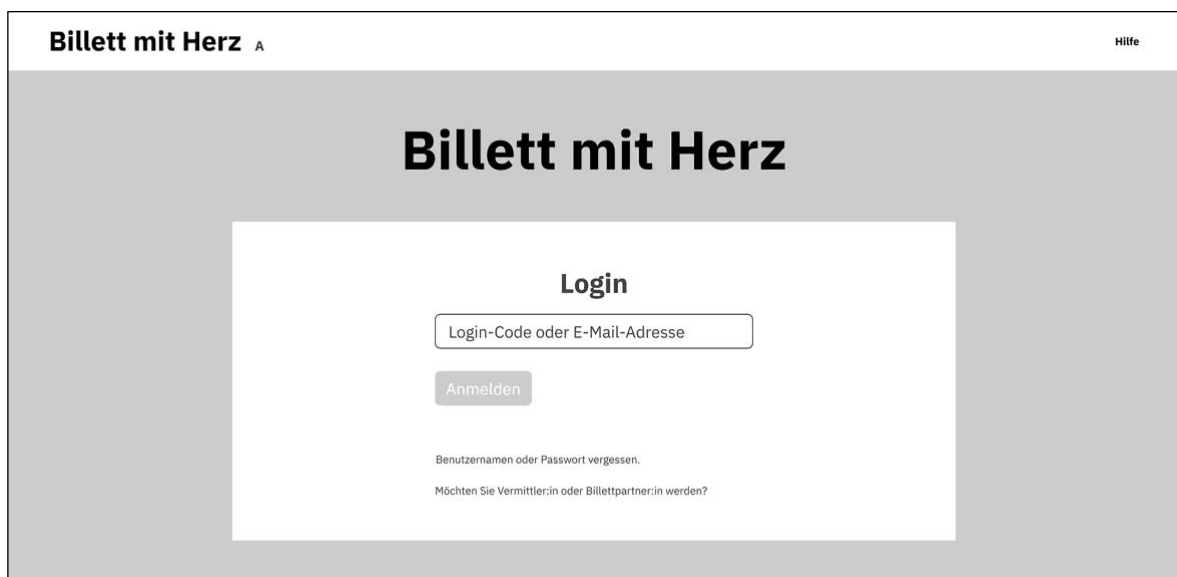 Billett mit Herz A
Hilfe
Billett mit Herz
Login
Login-Code oder E-Mail-Adresse
Anmelden
Benutzernamen oder Passwort vergessen.
Möchten Sie Vermittler:in oder Billettpartner:in werden?